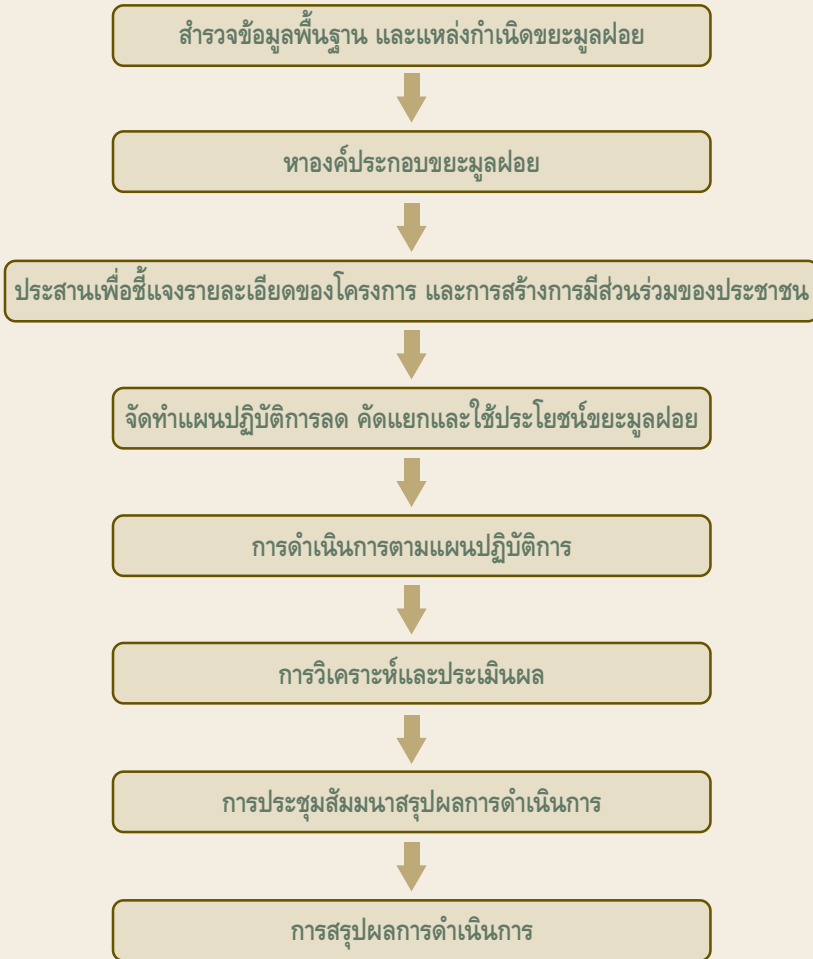 สำรวจข้อมูลพื้นฐาน และแหล่งกำเนิดขยะมูลฝอย
หาองค์ประกอบขยะมูลฝอย
ประสานเพื่อชี้แจงรายละเอียดของโครงการ และการสร้างการมีส่วนร่วมของประชาชน
จัดทำแผนปฏิบัติการลด คัดแยกและใช้ประโยชน์ขยะมูลฝอย
การดำเนินการตามแผนปฏิบัติการ
การวิเคราะห์และประเมินผล
การประชุมสัมมนาสรุปผลการดำเนินการ
การสรุปผลการดำเนินการ